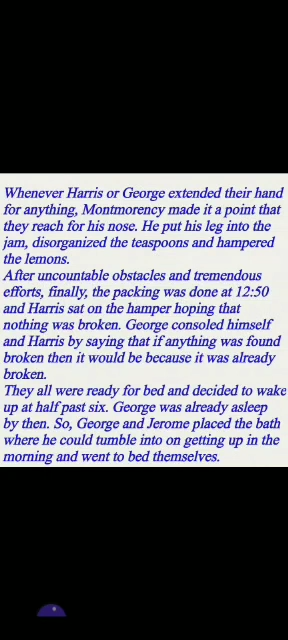 Whenever Harris or George extended their hand
for anything, Montmorency made it a point that
they reach for his nose. He put his leg into the
jam, disorganized the teaspoons and hampered
the lemons.
After uncountable obstacles and tremendous
efforts, finally, the packing was done at 12:50
and Harris sat on the hamper hoping that
nothing was broken. George consoled himself
and Harris by saying that if anything was found
broken then it would be because it was already
broken.
They all were ready for bed and decided to wake
up at half past six. George was already asleep
by then. So, George and Jerome placed the bath
where he could tumble into on getting up in the
morning and went to bed themselves.